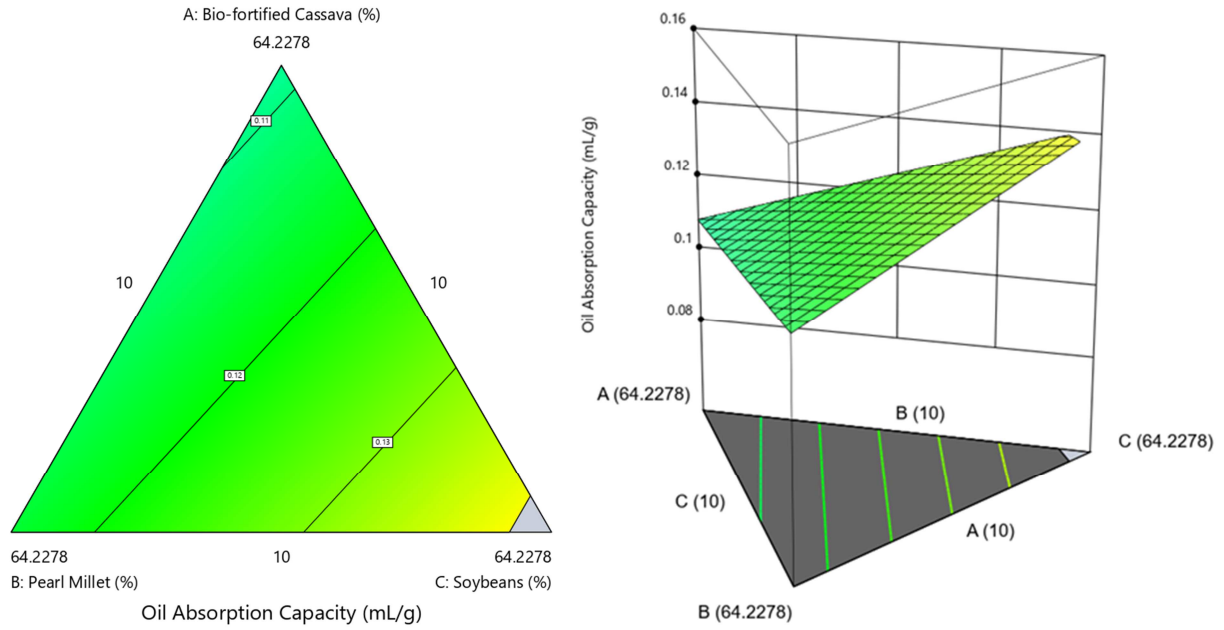 A: Bio-fortified Cassava (%)
64.2278
0.11
10
10
0.12
0.13
64.2278
10
64.2278
B: Pearl Millet (%)
C: Soybeans (%)
Oil Absorption Capacity (mL/g)
0.16
0.14
0.12
0.1
0.08
Oil Absorption Capacity (mL/g)
A (64.2278)
B (10)
C (64.2278)
C (10)
A (10)
B (64.2278)